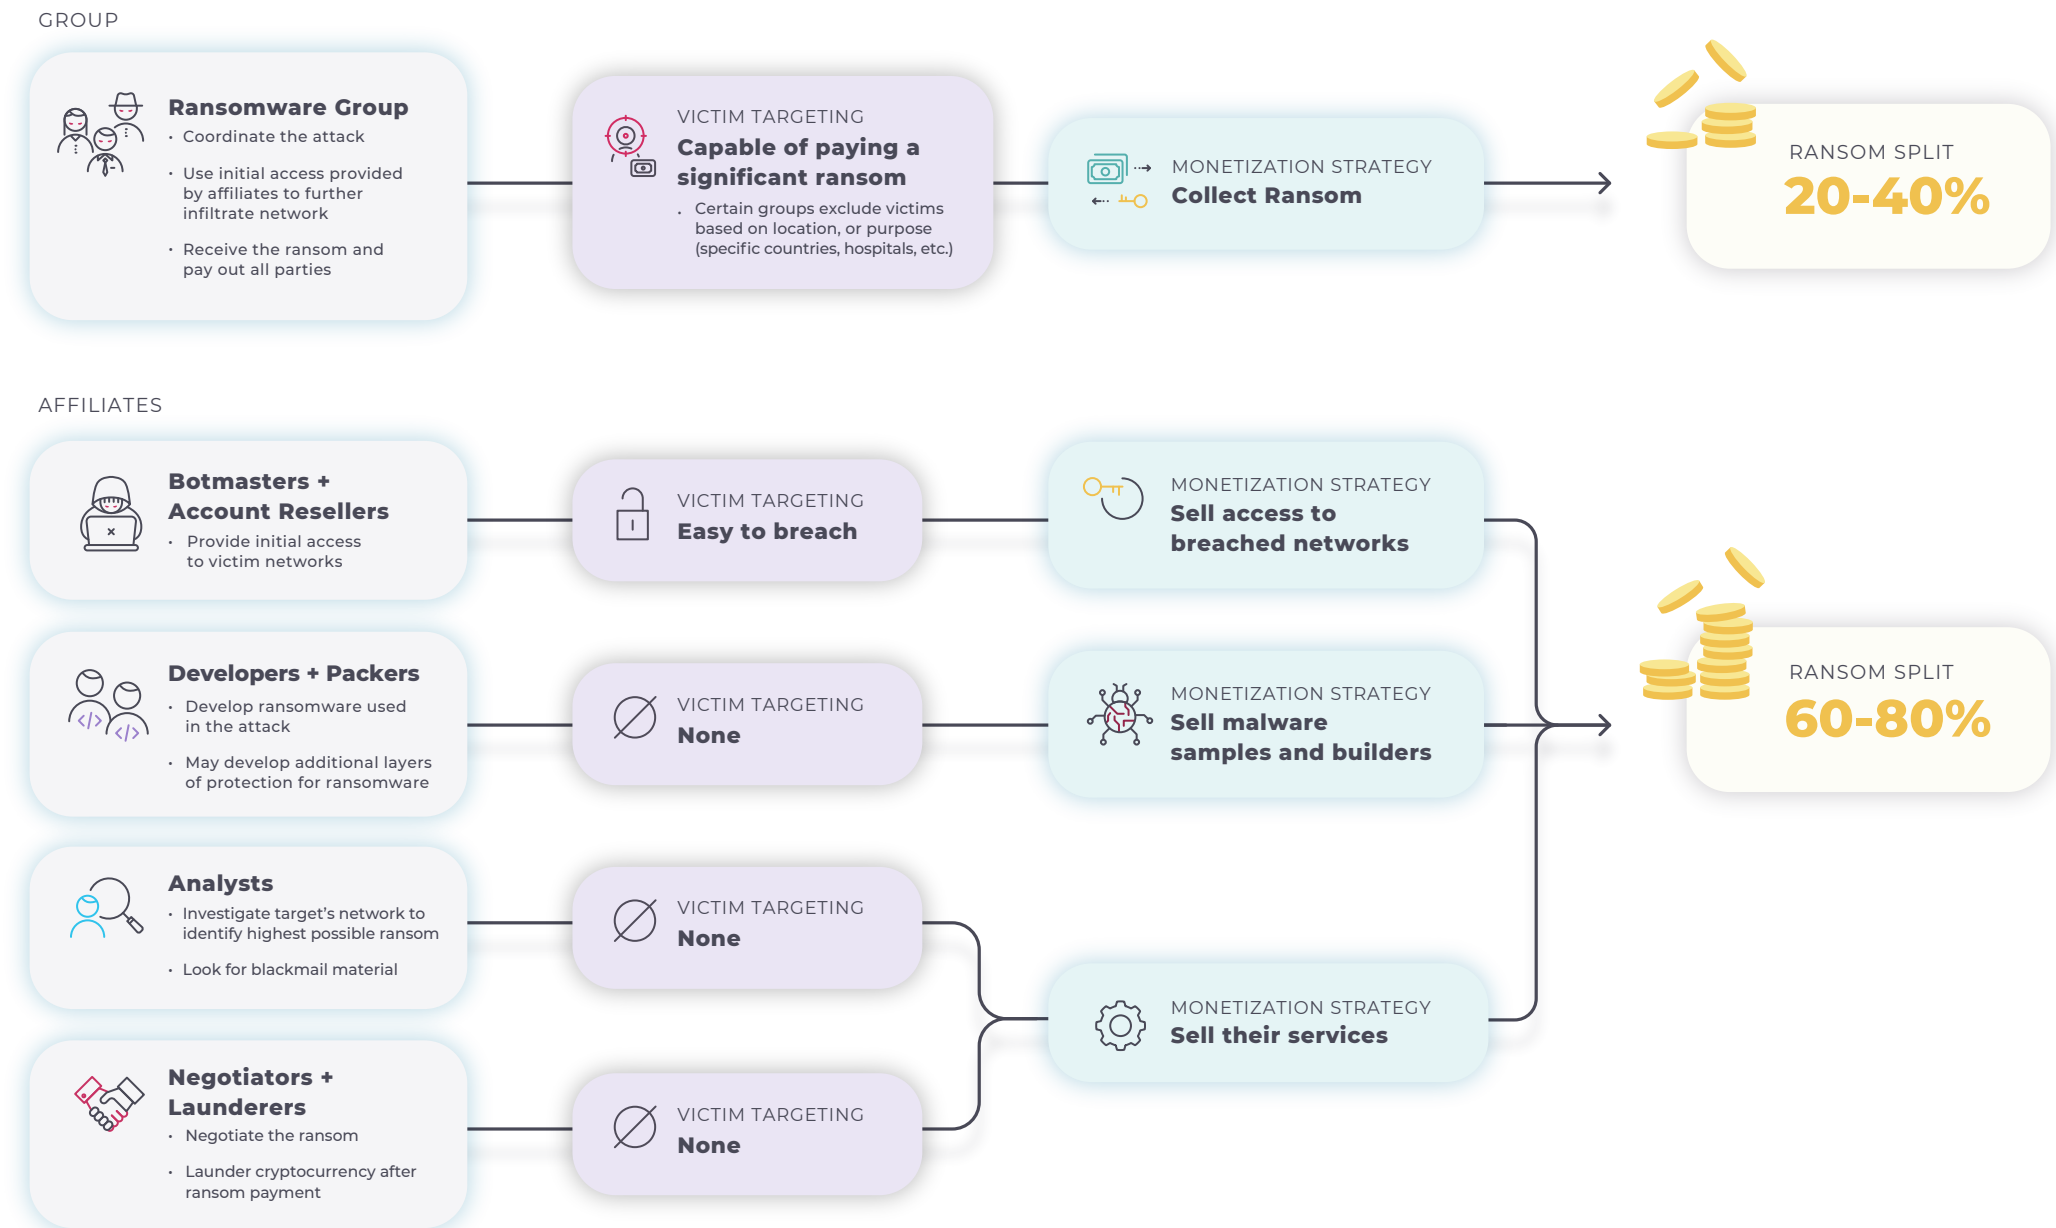 GROUP
Ransomware Group
· Coordinate the attack
· Use initial access provided
by affiliates to further
infiltrate network
· Receive the ransom and
pay out all parties
VICTIM TARGETING
Capable of paying a
significant ransom
· Certain groups exclude victims
based on location, or purpose
(specific countries, hospitals, etc.)
MONETIZATION STRATEGY
Collect Ransom
RANSOM SPLIT
20-40%
AFFILIATES
Botmasters +
Account Resellers
· Provide initial access
to victim networks
VICTIM TARGETING
Easy to breach
MONETIZATION STRATEGY
Sell access to
breached networks
Developers + Packers
· Develop ransomware used
in the attack
· May develop additional layers
of protection for ransomware
VICTIM TARGETING
None
MONETIZATION STRATEGY
Sell malware
samples and builders
RANSOM SPLIT
60-80%
Analysts
· Investigate target's network to
identify highest possible ransom
· Look for blackmail material
VICTIM TARGETING
None
Negotiators +
Launderers
· Negotiate the ransom
· Launder cryptocurrency after
ransom payment
VICTIM TARGETING
None
MONETIZATION STRATEGY
Sell their services